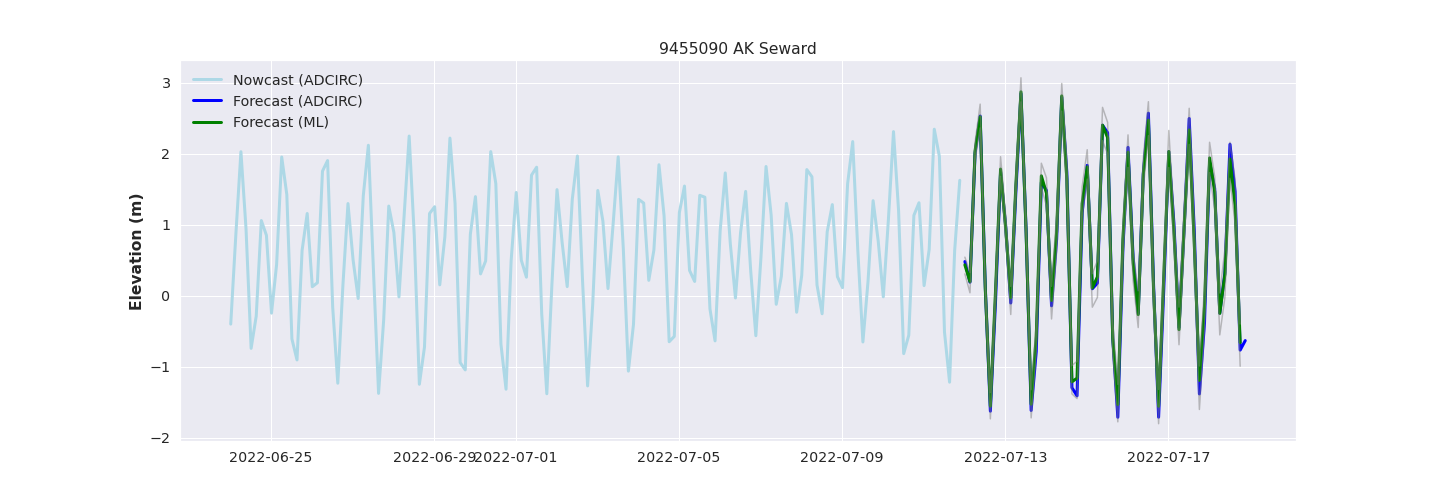 9455090 AK Seward
Nowcast (ADCIRC)
Forecast (ADCIRC)
Forecast (ML)
Elevation (m)
3
2
1
0
−1
−2
2022-06-25
2022-06-29
2022-07-01
2022-07-05
2022-07-09
2022-07-13
2022-07-17